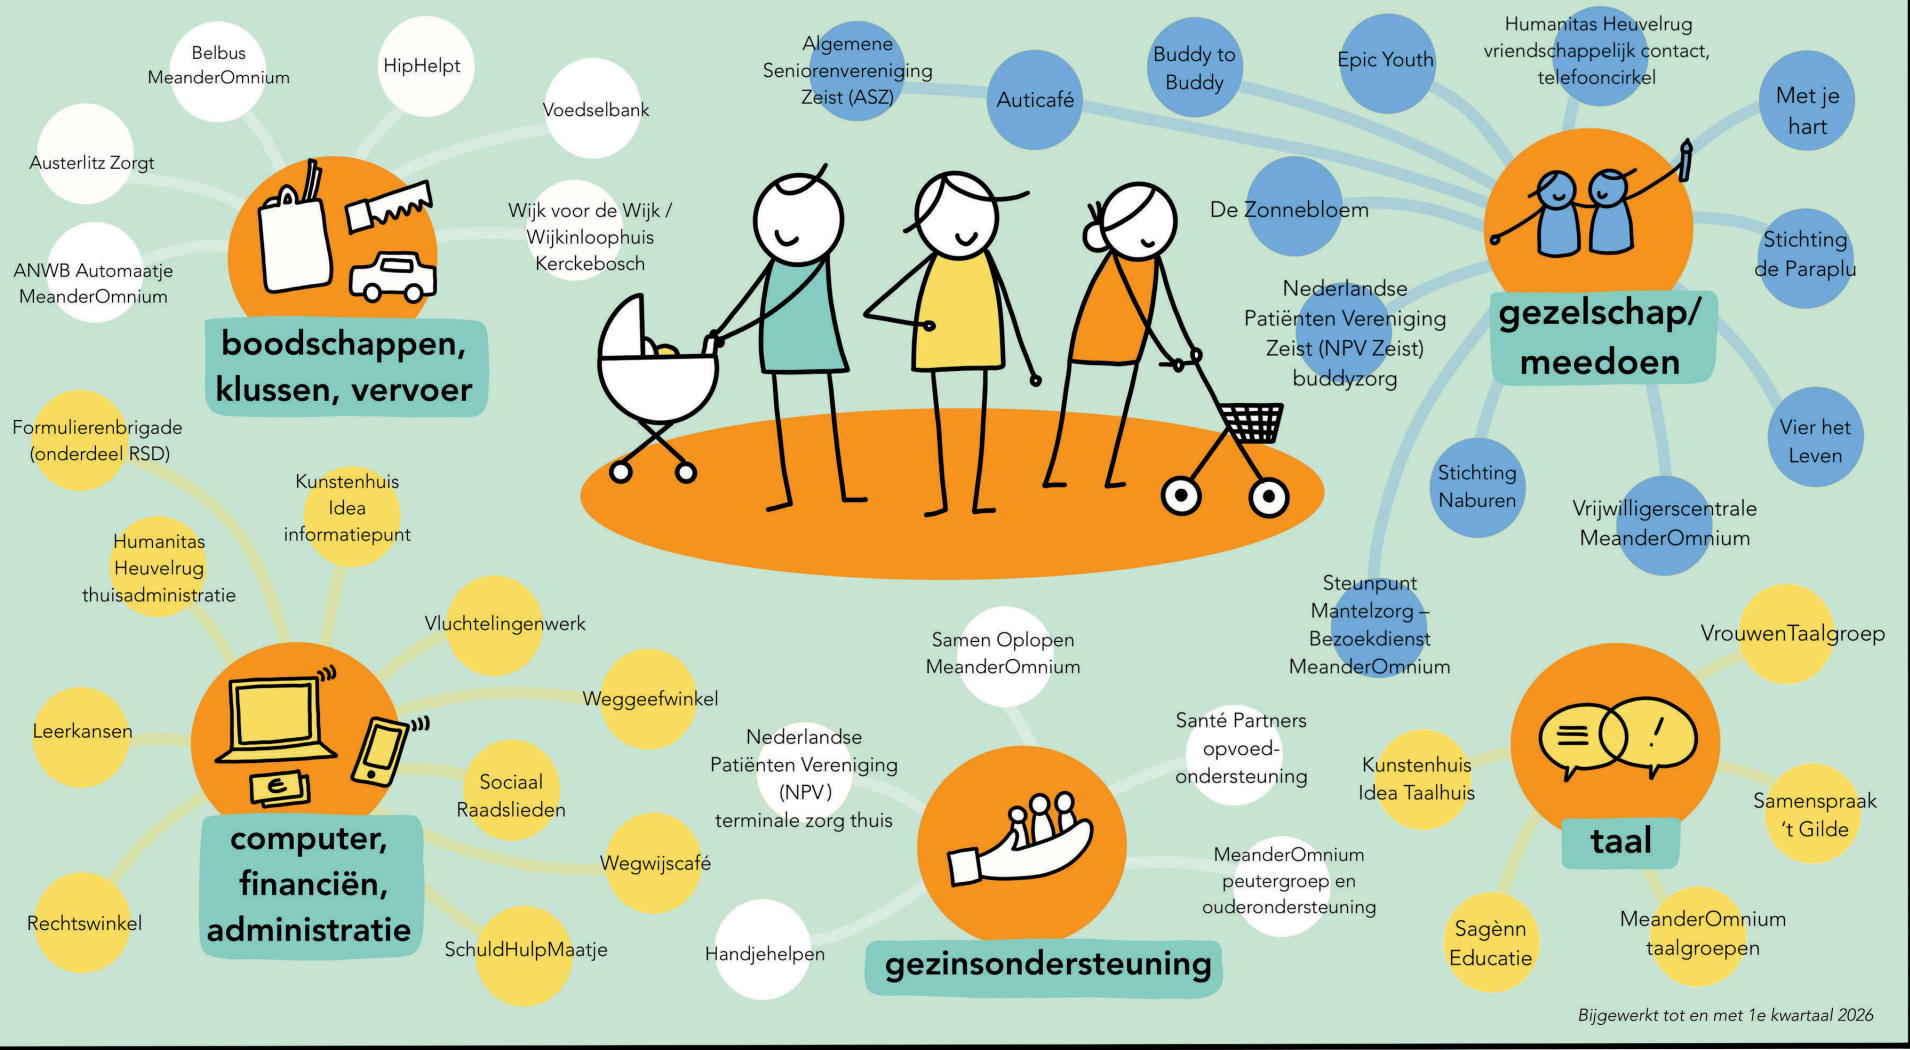 Belbus
MeanderOmnium
HipHelpt
Voedselbank
Austerlitz Zorgt
Wijk voor de Wijk /
Wijkinloophuis
Kerckebosch
ANWB Automaatje
MeanderOmnium
boodschappen,
klussen, vervoer
Algemene
Seniorenvereniging
Zeist (ASZ)
Auticafé
Buddy to
Buddy
Epic Youth
Humanitas Heuvelrug
vriendschappelijk contact,
telefooncirkel
Met je
hart
De Zonnebloem
Stichting
de Paraplu
Nederlandse
Patiënten Vereniging
Zeist (NPV Zeist)
buddyzorg
gezelschap/
meedoen
Vier het
Leven
Stichting
Naburen
Vrijwilligerscentrale
MeanderOmnium
Steunpunt
Mantelzorg –
Bezoekdienst
MeanderOmnium
Formulierenbrigade
(onderdeel RSD)
Kunstenhuis
Idea
informatiepunt
Humanitas
Heuvelrug
thuisadministratie
Vluchtelingenwerk
Weggeefwinkel
Leerkansen
€
Sociaal
Raadslieden
computer,
financiën,
administratie
Wegwijscafé
Rechtswinkel
SchuldHulpMaatje
Samen Oplopen
MeanderOmnium
Nederlandse
Patiënten Vereniging
(NPV)
terminale zorg thuis
Santé Partners
opvoed-
ondersteuning
MeanderOmnium
peutergroep en
ouderondersteuning
Handjehelpen
gezinsondersteuning
VrouwenTaalgroep
!
Kunstenhuis
Idea Taalhuis
Samenspraak
‘t Gilde
taal
Sagènn
Educatie
MeanderOmnium
taalgroepen
Bijgewerkt tot en met 1e kwartaal 2026